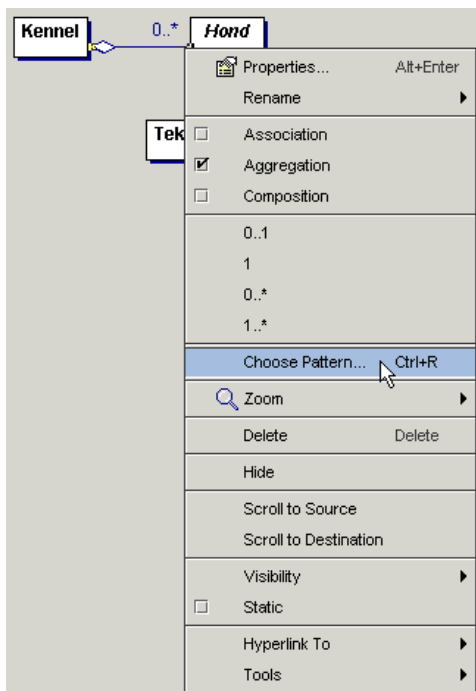 Kennel 0..* Hond
Properties... Alt+Enter
Rename
Tek
Association
Aggregation
Composition
0..1
1
0..*
1..*
Choose Pattern... Ctrl+R
Zoom
Delete Delete
Hide
Scroll to Source
Scroll to Destination
Visibility
Static
Hyperlink To
Tools